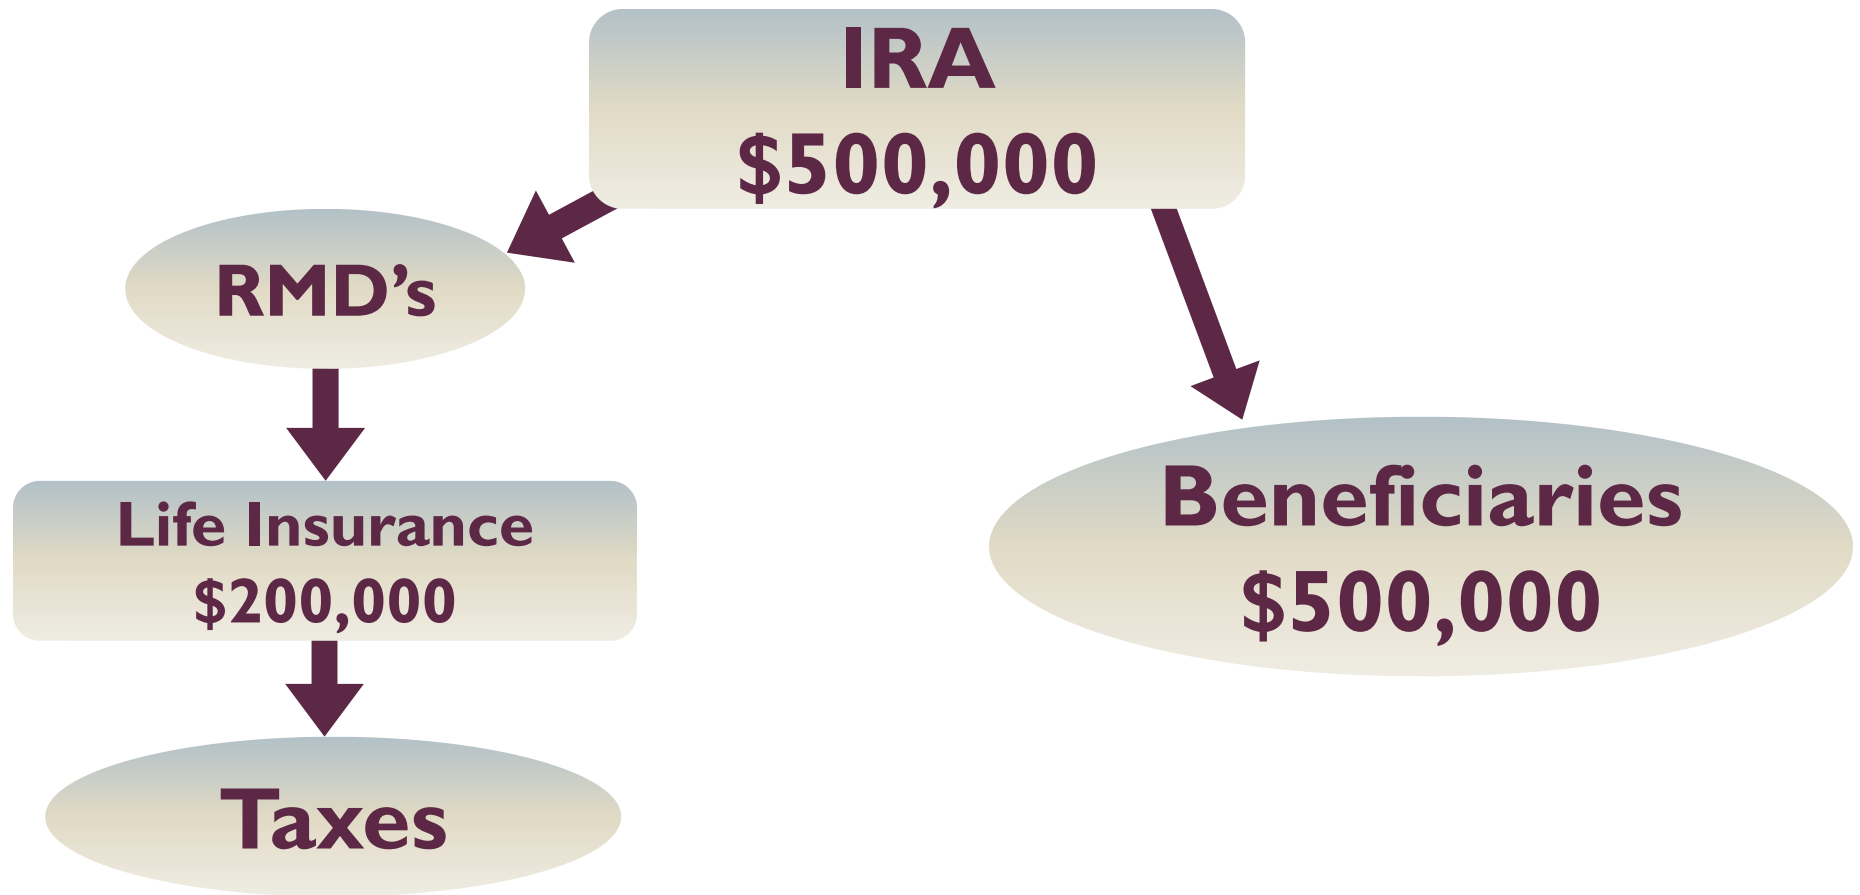 IRA
$500,000
RMD’s
Life Insurance
$200,000
Beneficiaries
$500,000
Taxes